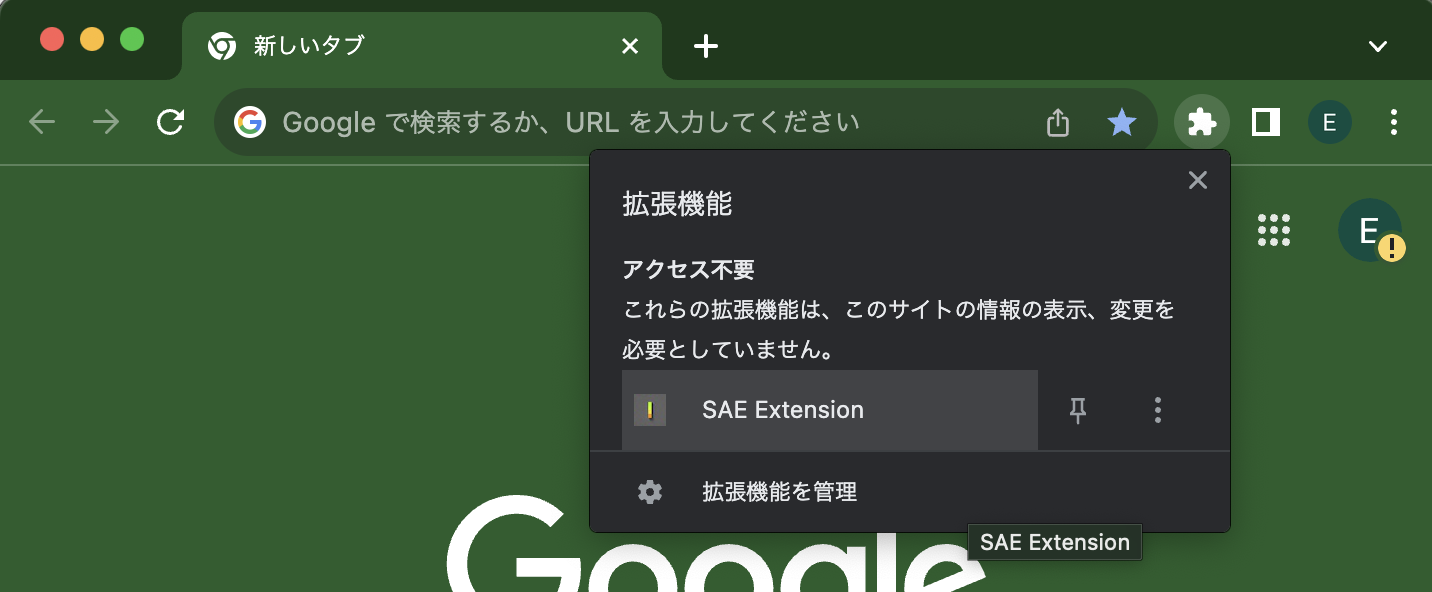 新しいタブ
Google で検索するか、URL を入力してください
E
拡張機能
E
アクセス不要
これらの拡張機能は、このサイトの情報の表示、変更を
必要としていません。
SAE Extension
拡張機能を管理
Google
SAE Extension